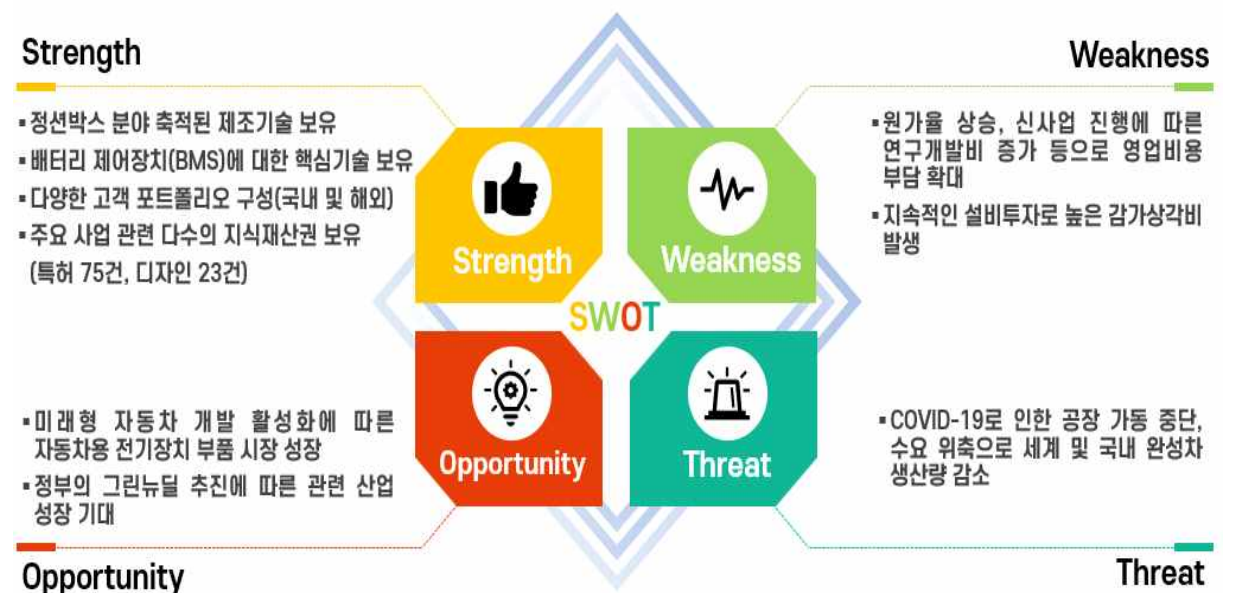 Strength
▪정션박스 분야 축적된 제조기술 보유
▪배터리 제어장치(BMS)에 대한 핵심기술 보유
▪다양한 고객 포트폴리오 구성(국내 및 해외)
▪주요 사업 관련 다수의 지식재산권 보유
(특허 75건, 디자인 23건)
Weakness
▪원가율 상승, 신사업 진행에 따른
연구개발비 증가 등으로 영업비용
부담 확대
▪지속적인 설비투자로 높은 감가상각비
발생
Strength
Weakness
SWOT
Opportunity
Threat
▪미래형 자동차 개발 활성화에 따른
자동차용 전기장치 부품 시장 성장
▪정부의 그린뉴딜 추진에 따른 관련 산업
성장 기대
Opportunity
▪COVID-19로 인한 공장 가동 중단,
수요 위축으로 세계 및 국내 완성차
생산량 감소
Threat